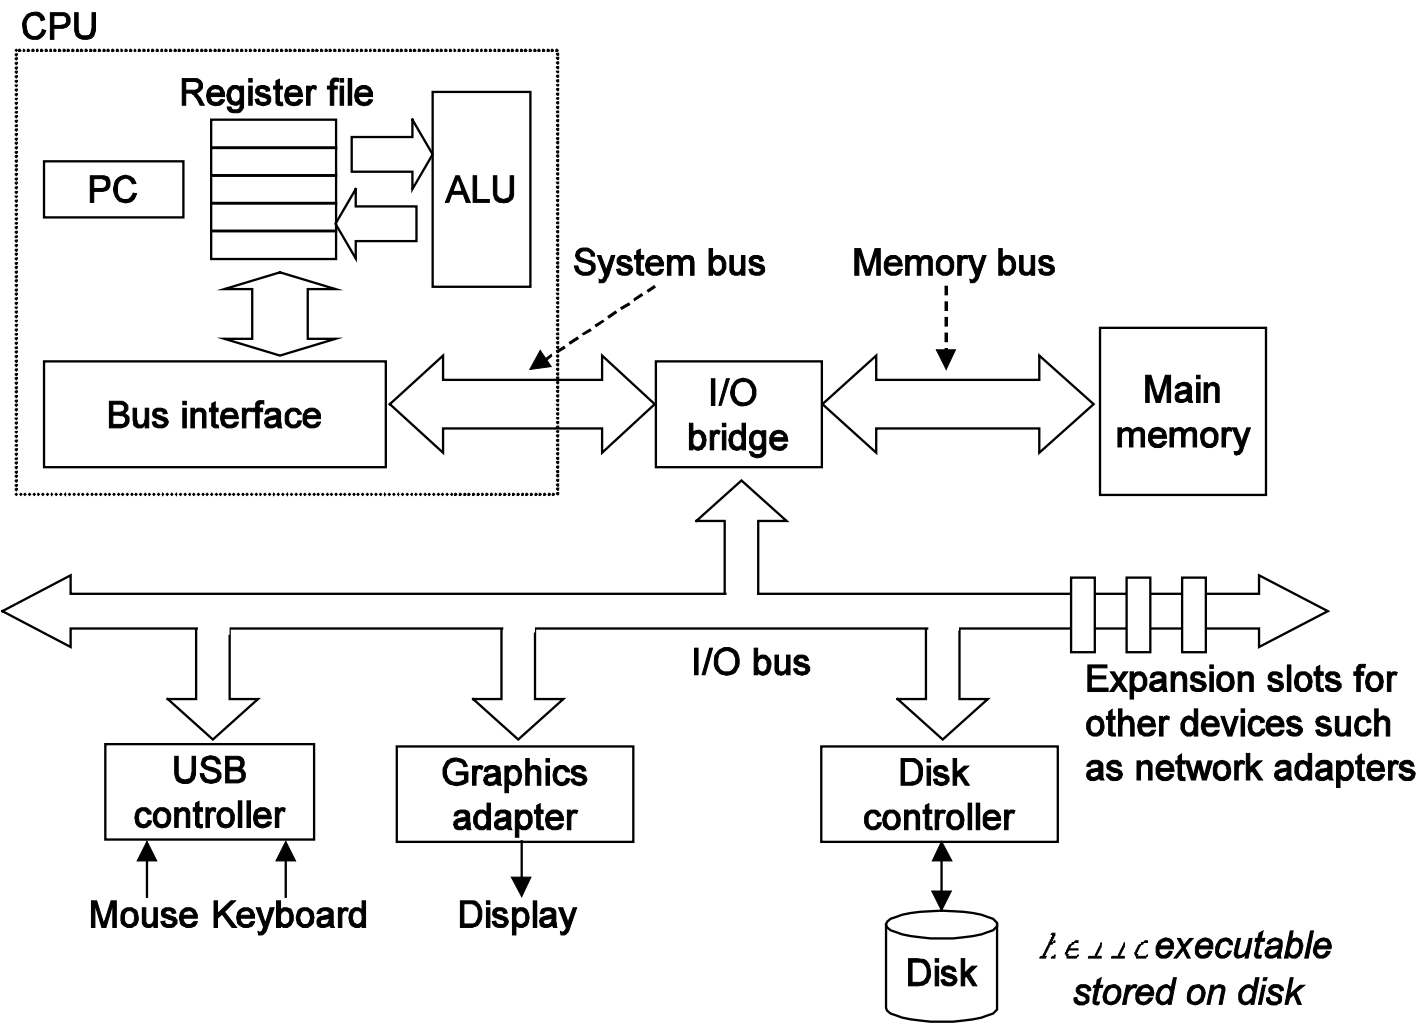 CPU
Register file
PC
ALU
System bus
Memory bus
Bus interface
I/O
bridge
Main
memory
I/O bus
Expansion slots for
other devices such
as network adapters
USB
controller
Graphics
adapter
Disk
controller
Mouse
Keyboard
Display
Disk
executable
stored on disk